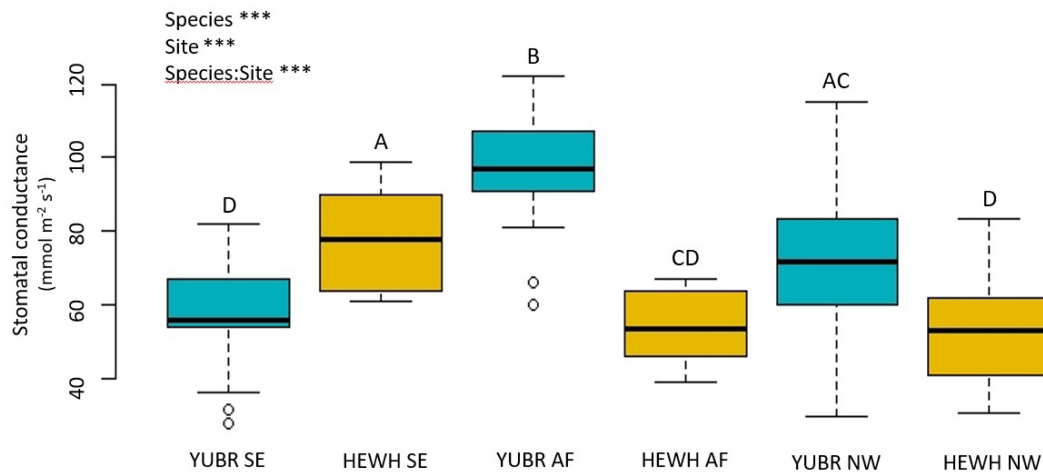 Species ***
Site ***
Species:Site ***
Stomatal conductance
(mmol m⁻² s⁻¹)
120
100
80
60
40
D
A
B
CD
AC
D
YUBR SE
HEWH SE
YUBR AF
HEWH AF
YUBR NW
HEWH NW